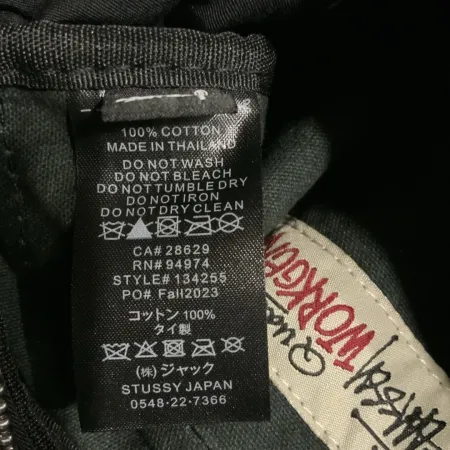 100% COTTON
MADE IN THAILAND
DO NOT WASH
DO NOT BLEACH
DO NOT TUMBLE DRY
DO NOT IRON
DO NOT DRY CLEAN
CA# 28629
RN# 94974
STYLE# 134255
PO# Fall2023
コットン 100%
タイ製
(株) ジャック
STUSSY JAPAN
0548-22-7366